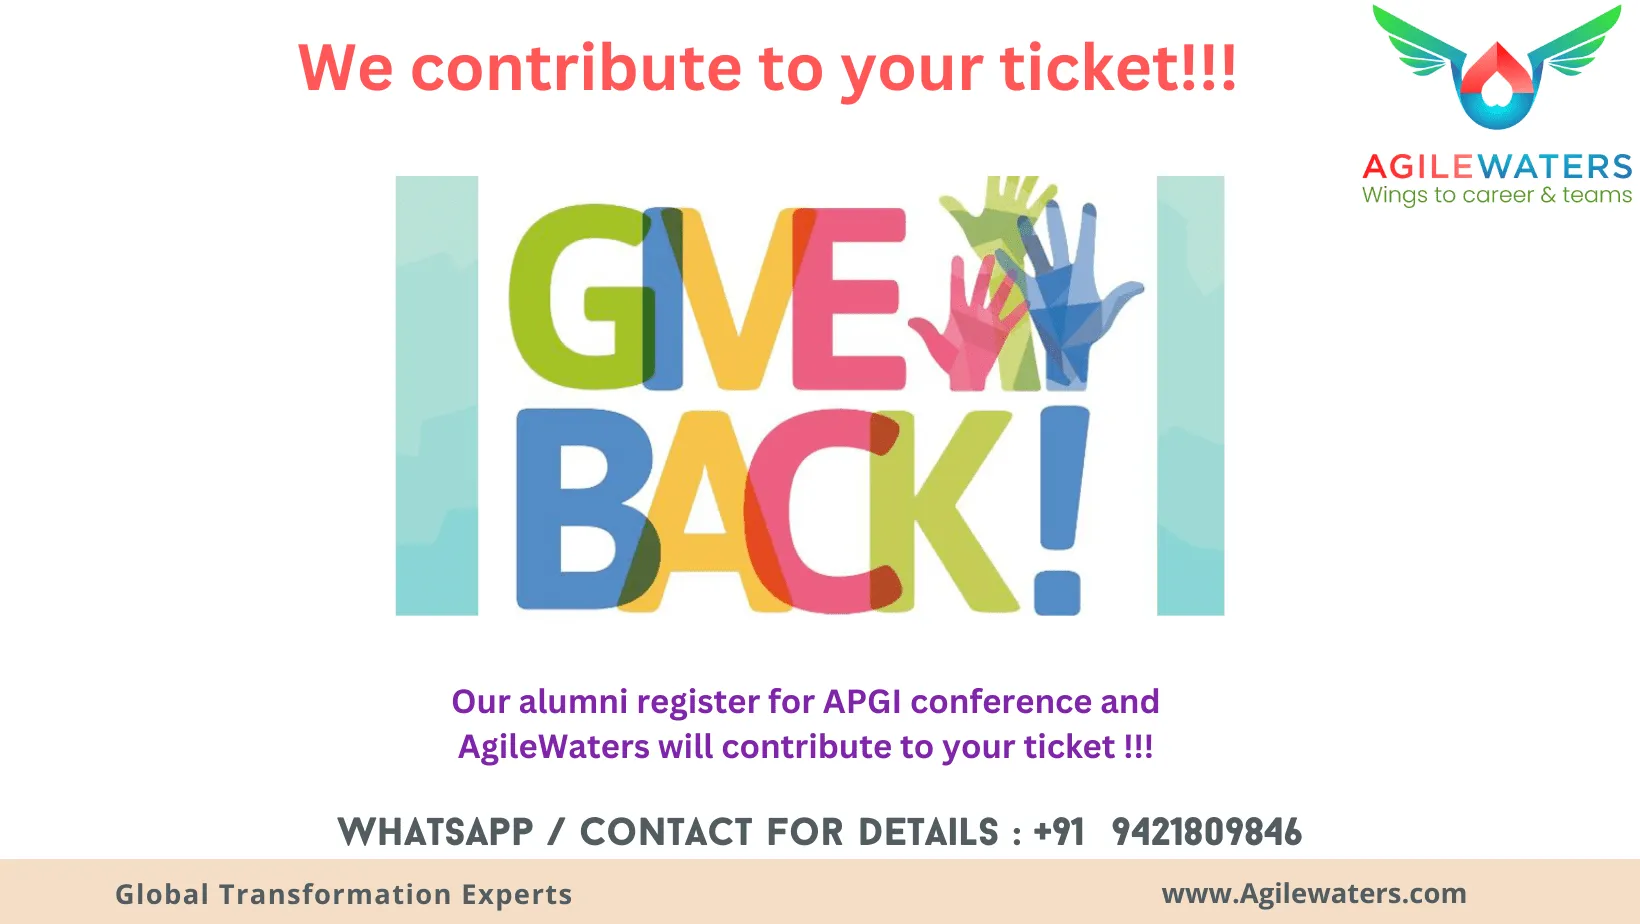 We contribute to your ticket!!!
AGILEWATERS
Wings to career & teams
GIVE
BACK!
Our alumni register for APGI conference and
AgileWaters will contribute to your ticket !!!
WHATSAPP / CONTACT FOR DETAILS : +91 9421809846
Global Transformation Experts
www.Agilewaters.com